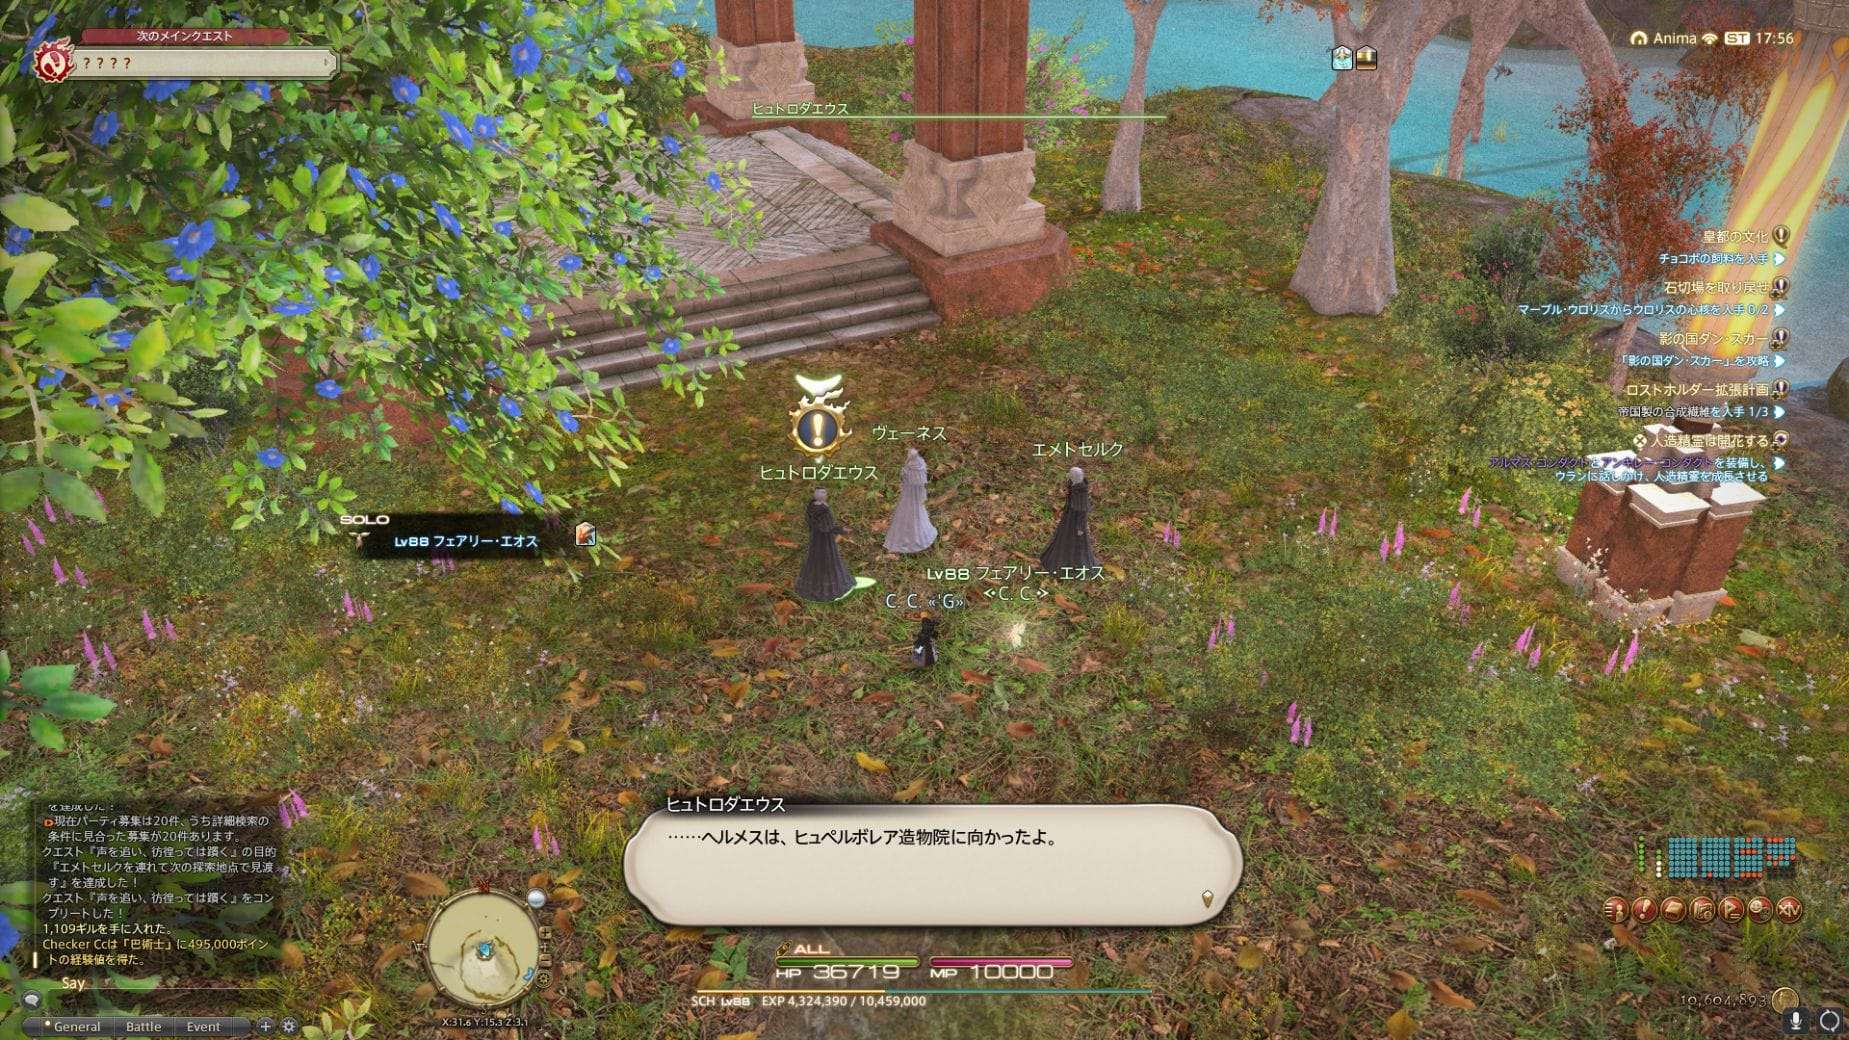 次のメインクエスト
????
Anima ST 17:56
ヒュトロダエウス
皇都の文化
チョコボの飼料を入手
石切場を取り戻せ
マーブル・ウロリスからウロリスの心核を入手 0/2
影の国ダン・スカー
「影の国ダン・スカー」を攻略
ロストホルダー拡張計画
帝国製の合成繊維を入手 1/3
人造精霊は開花する
アルマス・コンダクトとアンキレー・コンダクトを装備し、
ウランに話しかけ、人造精霊を成長させる
ヴェーネス
エメトセルク
ヒュトロダエウス
SOLO
Lv88 フェアリー・エオス
Lv88 フェアリー・エオス
<・C. C.・>
C. C. «'G»
ヒュトロダエウス
……ヘルメスは、ヒュペルボレア造物院に向かったよ。
を達成した！
現在パーティ募集は20件、うち詳細検索の
条件に見合った募集が20件あります。
クエスト『声を追い、彷徨っては躓く』の目的
『エメトセルクを連れて次の探索地点で見渡
す』を達成した！
クエスト『声を追い、彷徨っては躓く』をコン
プリートした！
1,109ギルを手に入れた。
Checker Ccは「巴術士」に495,000ポイン
トの経験値を得た。
Say
General Battle Event
X:31.6 Y:15.3 Z:3.1
ALL
HP 36719 MP 10000
SCH Lv88 EXP 4,324,390 / 10,459,000
10,604,893
XIV